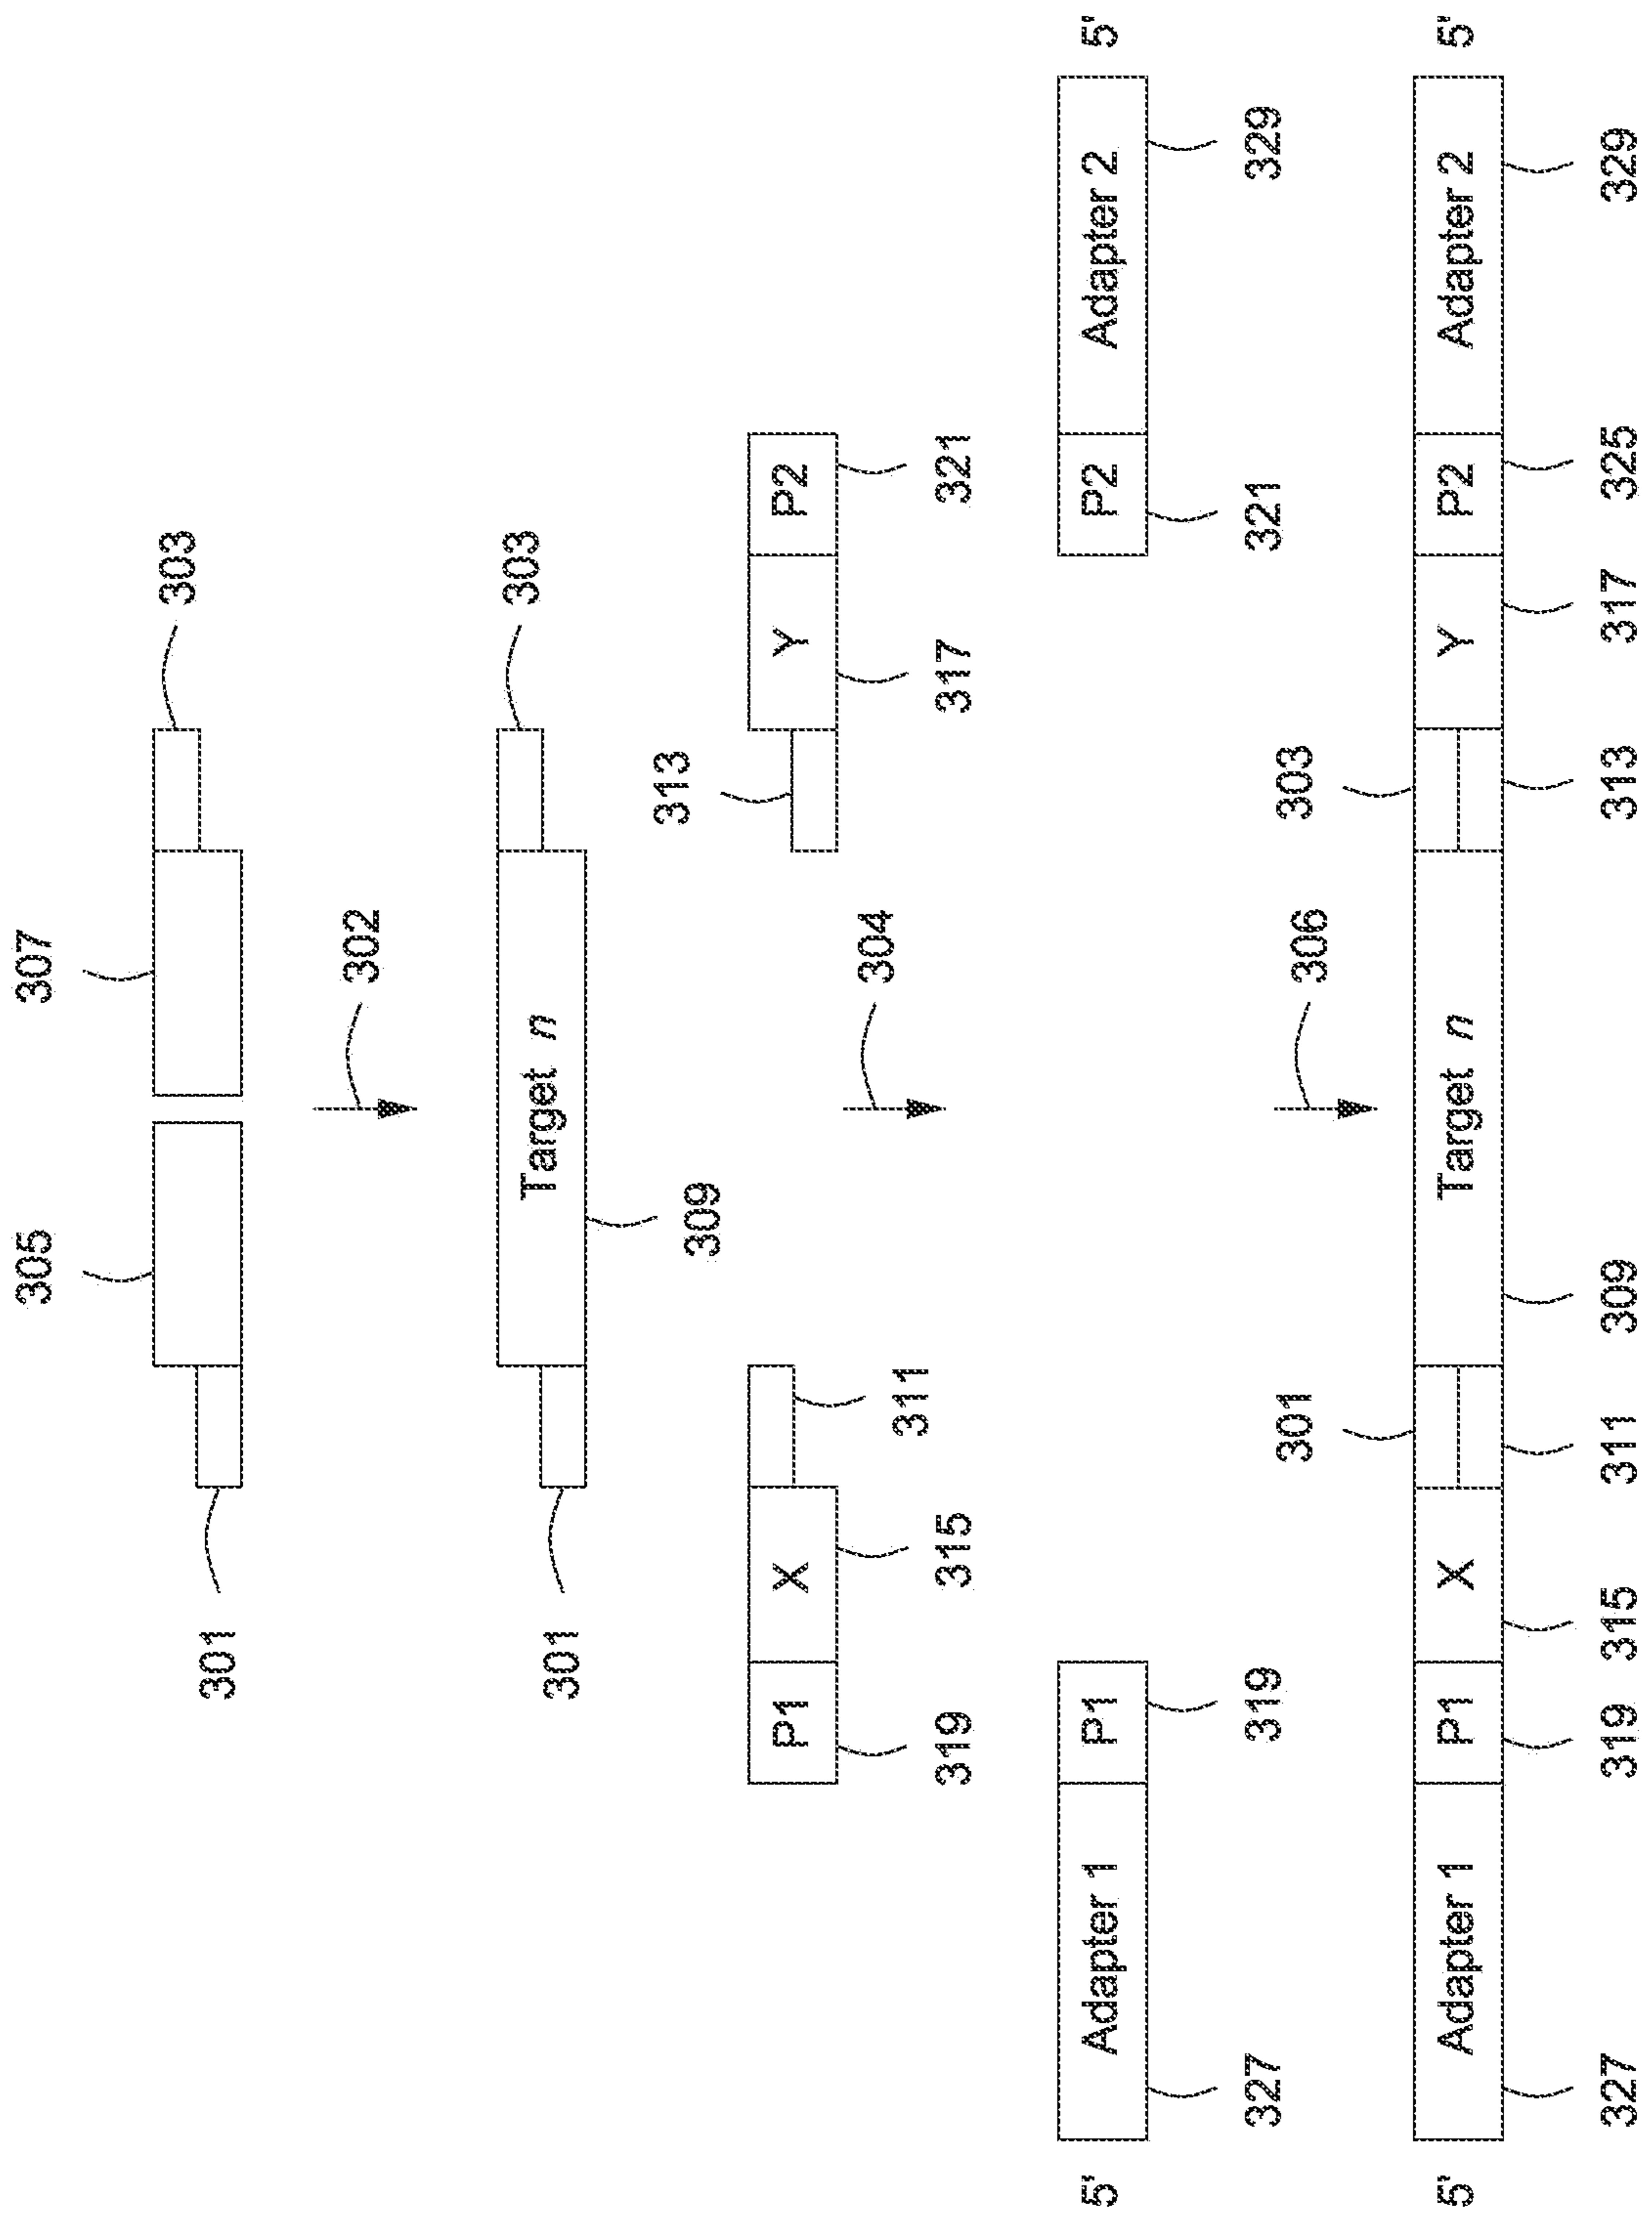 305 307
301 303
302
301 Target n 303
309 313
P1 X Y P2
304
311
319 315 317 321
5' Adapter 1 P1 P2 Adapter 2 5'
327 319 321 329
301 303
306
5' Adapter 1 P1 X Target n Y P2 Adapter 2 5'
327 319 315 311 309 313 317 325 329